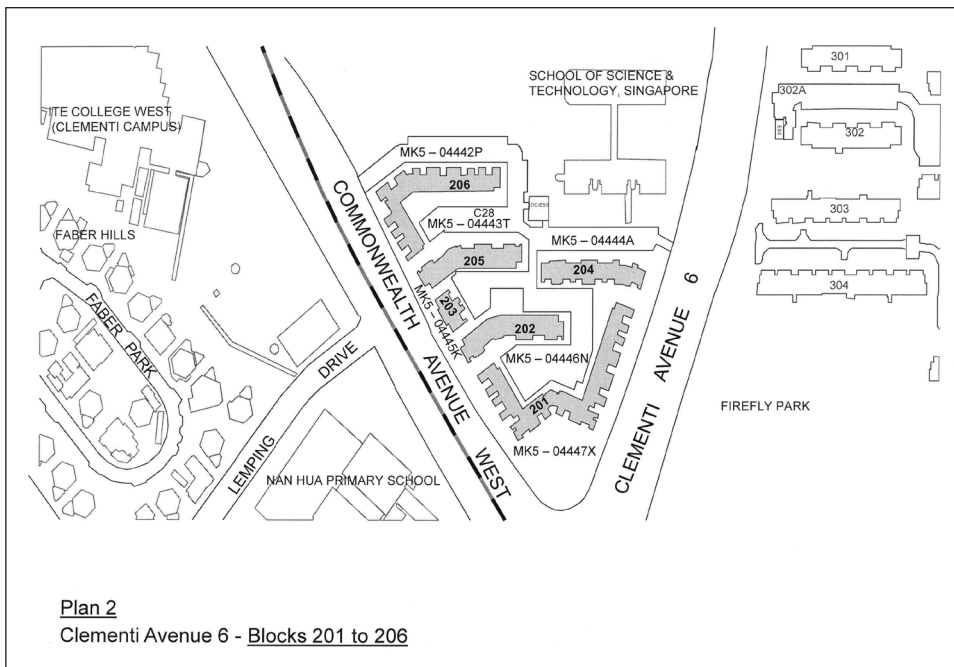 301
SCHOOL OF SCIENCE &
TECHNOLOGY, SINGAPORE
302A
ITE COLLEGE WEST
(CLEMENTI CAMPUS)
ESS
302
MK5 – 04442P
206
COMMONWEALTH AVENUE WEST
C28
MK5 – 04443T
303
FABER HILLS
MK5 – 04444A
205
204
304
CLEMENTI AVENUE 6
FABER PARK
203
MK5 – 04445K
202
MK5 – 04446N
LEMPING DRIVE
201
FIREFLY PARK
MK5 – 04447X
NAN HUA PRIMARY SCHOOL
Plan 2
Clementi Avenue 6 - Blocks 201 to 206